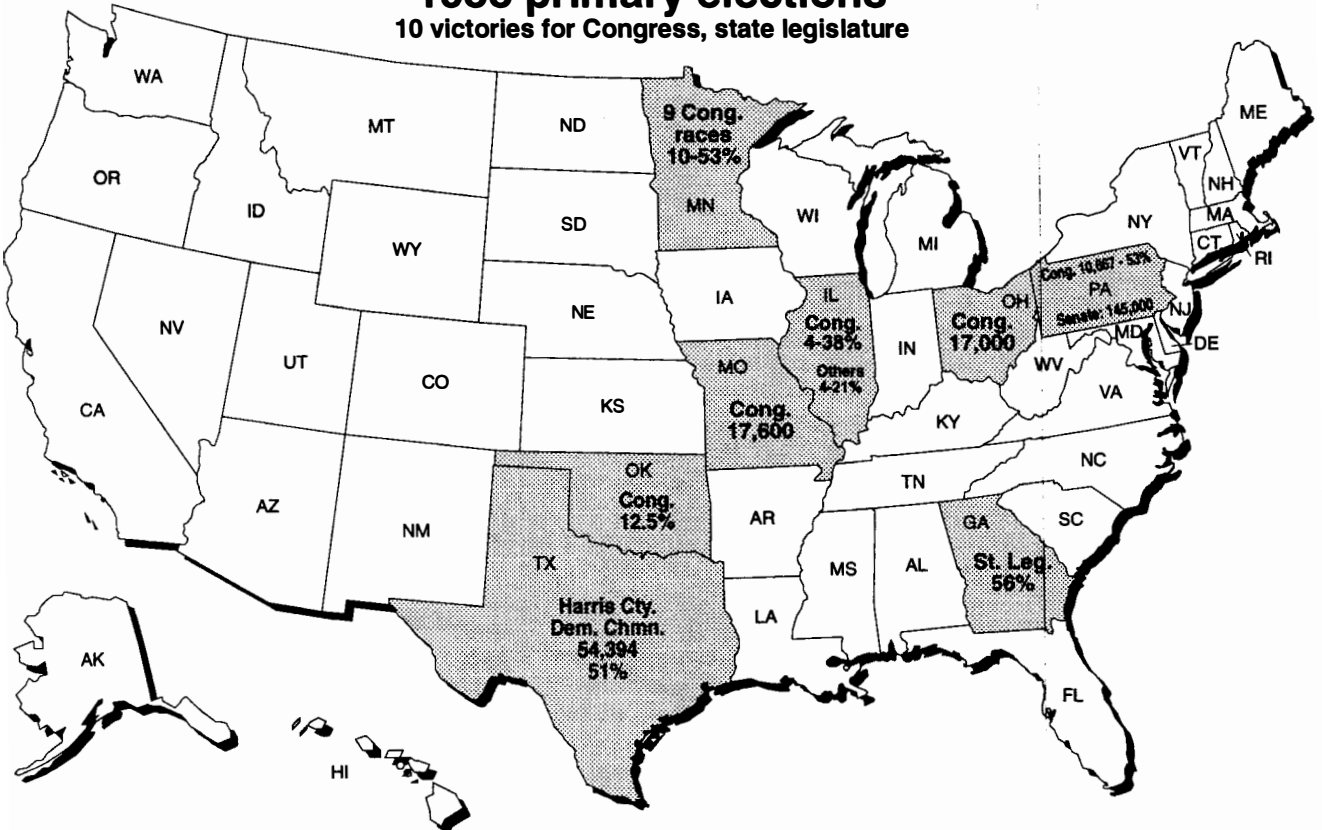 primary elections
10 victories for Congress, state legislature
WA
OR
CA
ID
NV
MT
WY
UT
AZ
CO
NM
ND
SD
NE
KS
9 Cong.
races
10-53%
MN
IA
MO
Cong.
17,600
OK
Cong.
12.5%
TX
Harris Cty.
Dem. Chmn.
54,394
51%
AR
LA
WI
IL
Cong.
4-38%
Others
4-21%
MI
IN
OH
Cong.
17,000
KY
TN
MS
AL
GA
St. Leg.
56%
FL
SC
NC
VA
WV
Cong. - 53%
PA
Senate: 145,000
MD
DE
NJ
NY
CT
RI
MA
VT
NH
ME
AK
HI